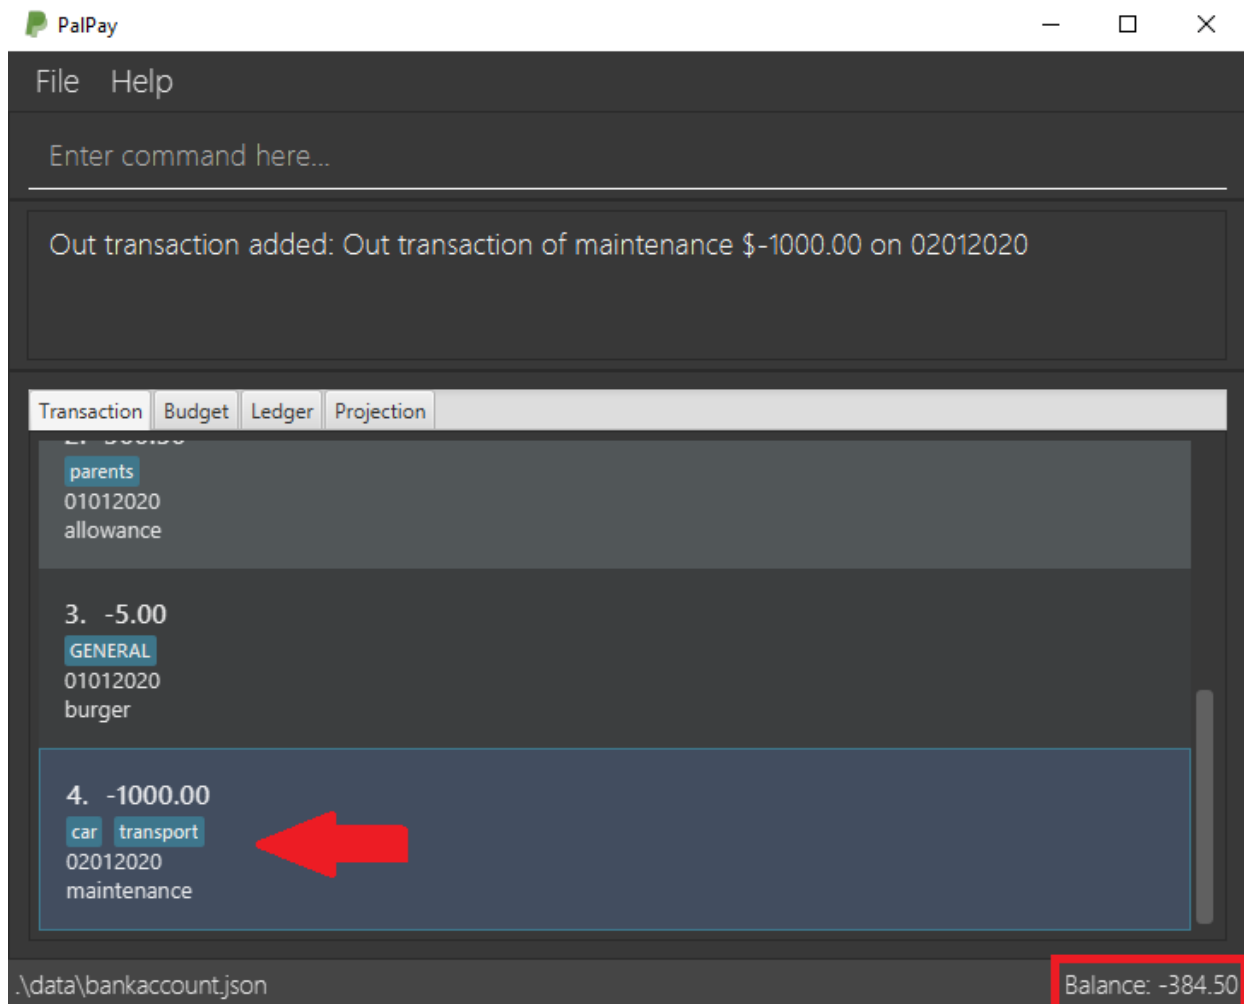 PalPay
File Help
Enter command here...
Out transaction added: Out transaction of maintenance $-1000.00 on 02012020
Transaction Budget Ledger Projection
parents
01012020
allowance
3. -5.00
GENERAL
01012020
burger
4. -1000.00
car transport
02012020
maintenance
.\data\bankaccount.json
Balance: -384.50